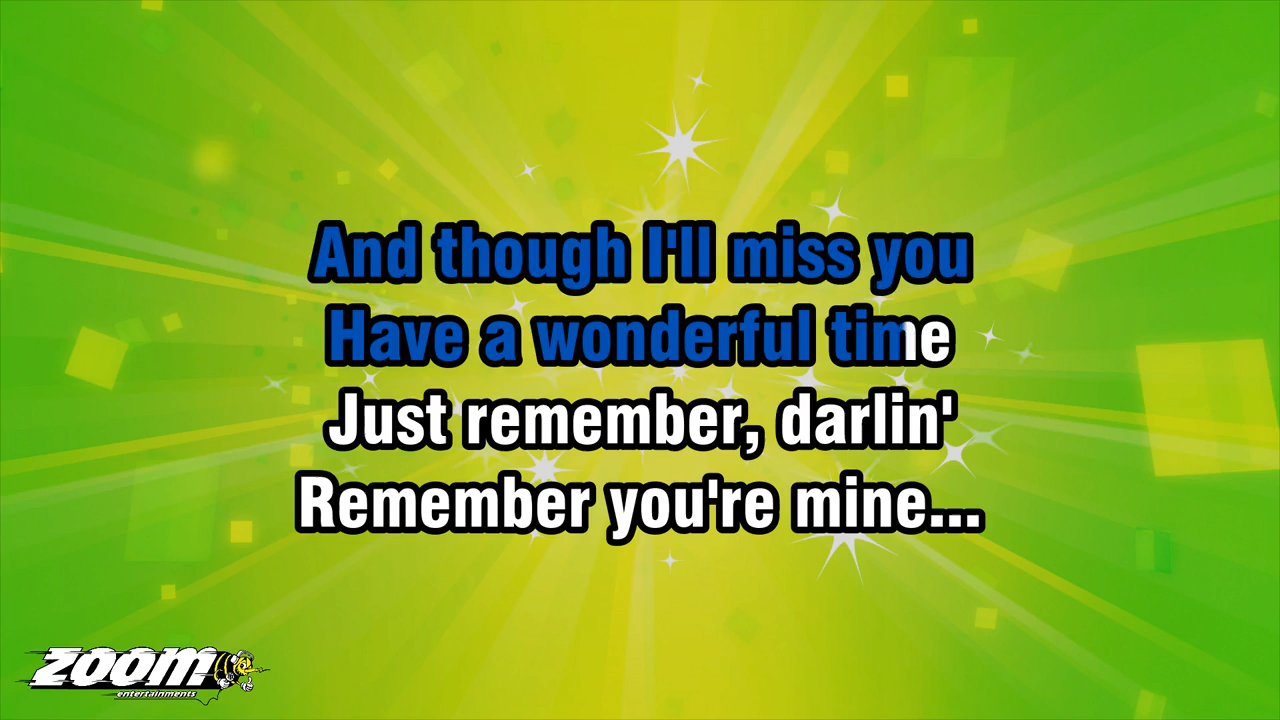 And though I'll miss you
Have a wonderful time
Just remember, darlin'
Remember you're mine...
ZOOM
entertainments